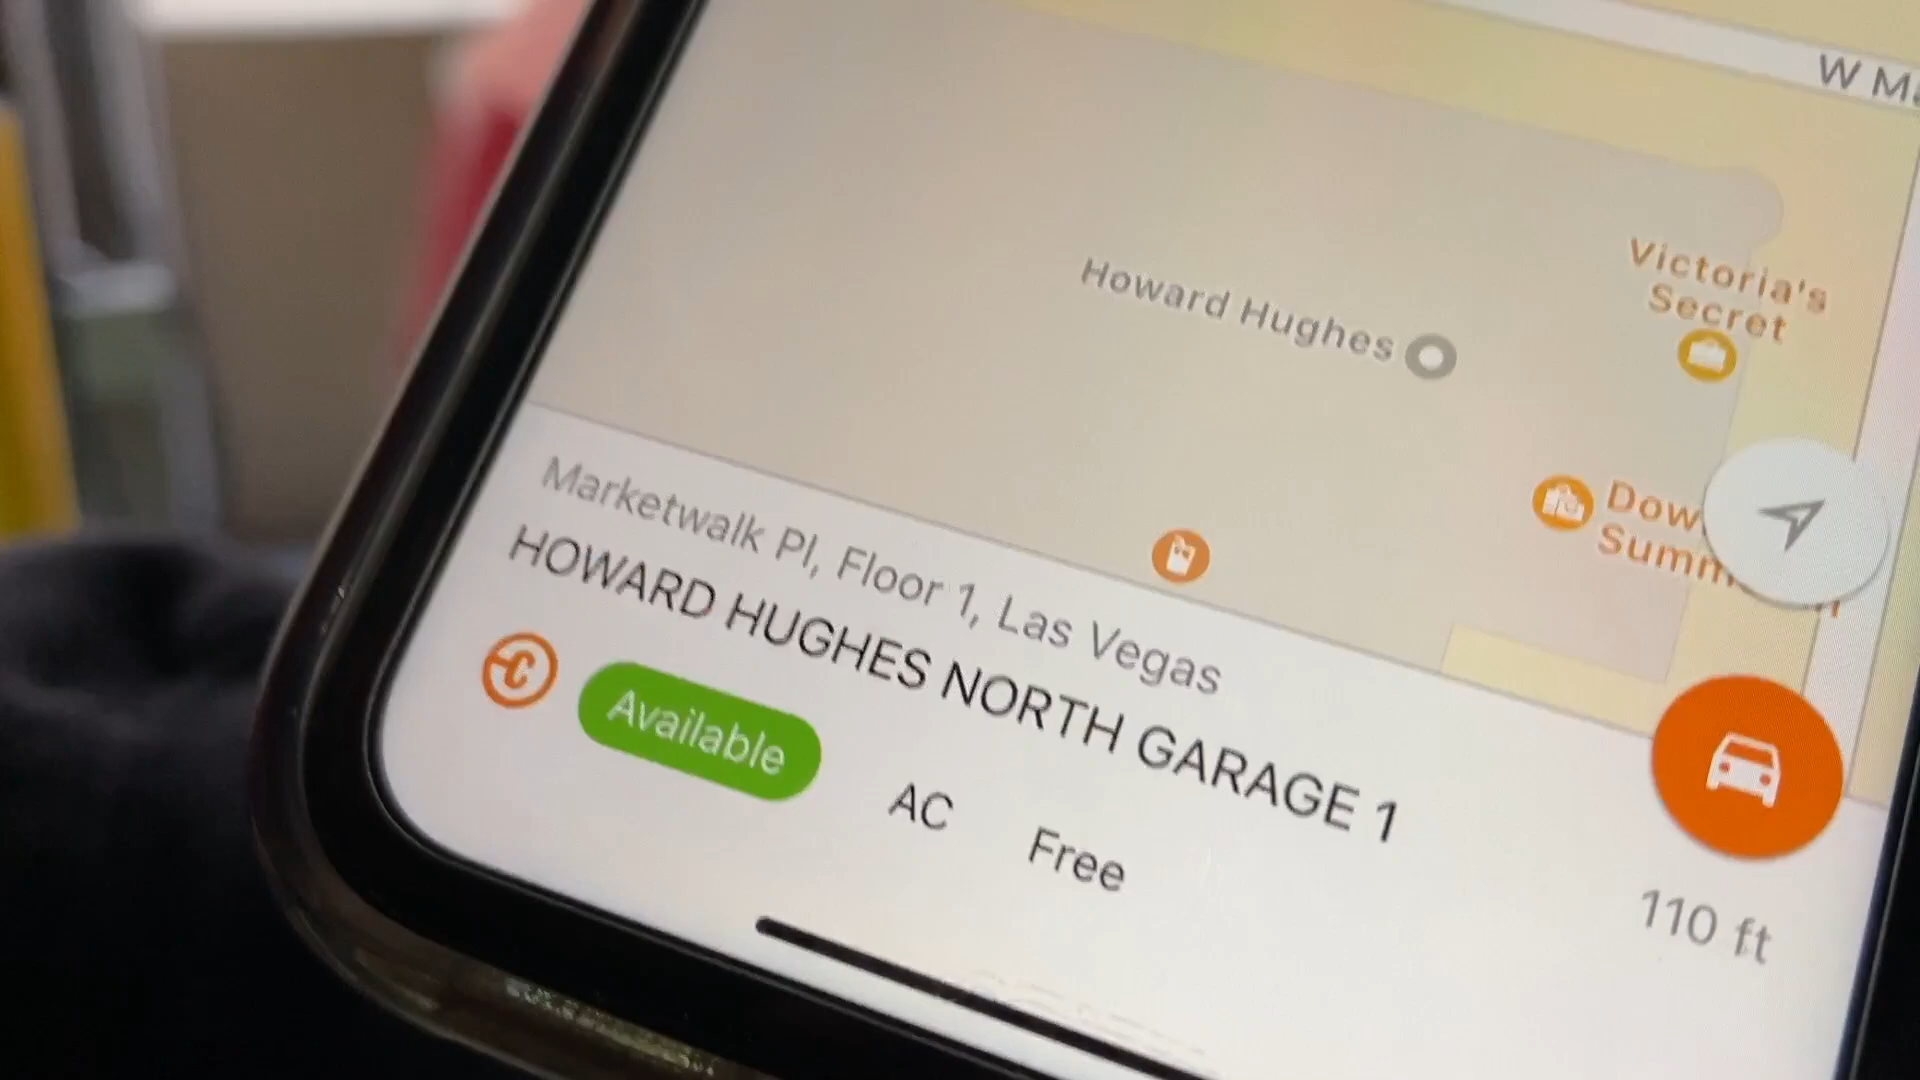 Howard Hughes
Victoria's
Secret
Marketwalk Pl, Floor 1, Las Vegas
HOWARD HUGHES NORTH GARAGE 1
Available
AC
Free
110 ft